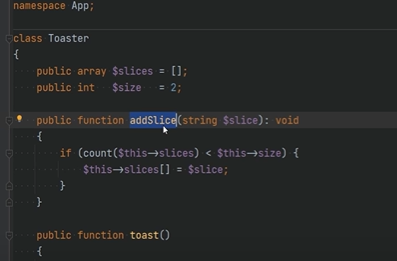 namespace App;
class Toaster
{
    public array $slices = [];
    public int   $size   = 2;
    public function addSlice(string $slice): void
    {
        if (count($this->slices) < $this->size) {
            $this->slices[] = $slice;
        }
    }
    public function toast()
    {